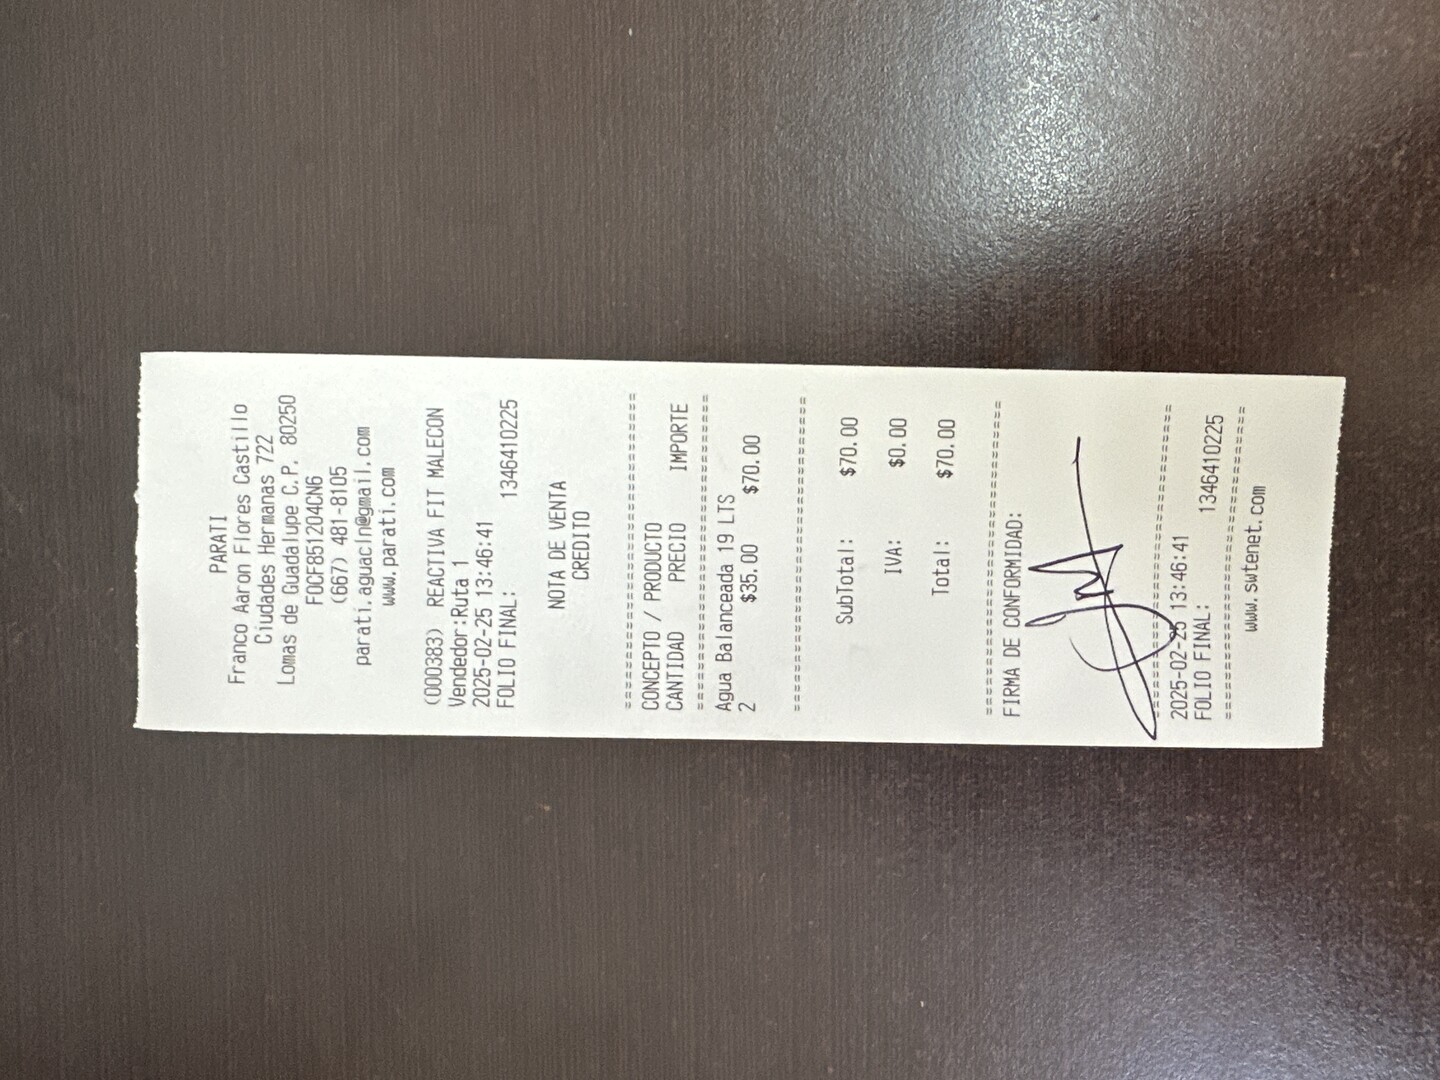 PARATI
Franco Aaron Flores Castillo
Ciudades Hermanas 722
Lomas de Guadalupe C.P. 80250
FOCF851204CN6
(667) 481-8105
parati.aguacln@gmail.com
www.parati.com
(000383) REACTIVA FIT MALECON
Vendedor:Ruta 1
2025-02-25 13:46:41
FOLIO FINAL: 1346410225
NOTA DE VENTA
CREDITO
==============================
CONCEPTO / PRODUCTO
CANTIDAD PRECIO IMPORTE
==============================
Agua Balanceada 19 LTS
2 $35.00 $70.00
==============================
SubTotal: $70.00
IVA: $0.00
Total: $70.00
==============================
FIRMA DE CONFORMIDAD:
==============================
2025-02-25 13:46:41
FOLIO FINAL: 1346410225
==============================
www.swtenet.com